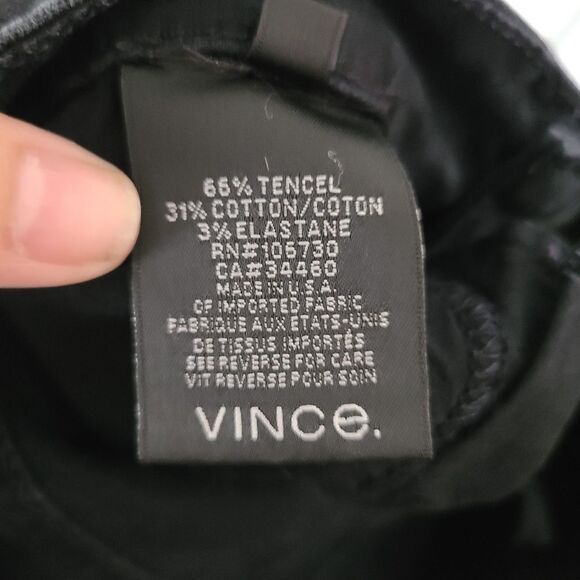 66% TENCEL
31% COTTON/COTON
3% ELASTANE
RN#106730
CA#34460
MADE IN U.S.A.
OF IMPORTED FABRIC
FABRIQUE AUX ETATS-UNIS
DE TISSUS IMPORTÉS
SEE REVERSE FOR CARE
VIT REVERSE POUR SOIN
VINCE.